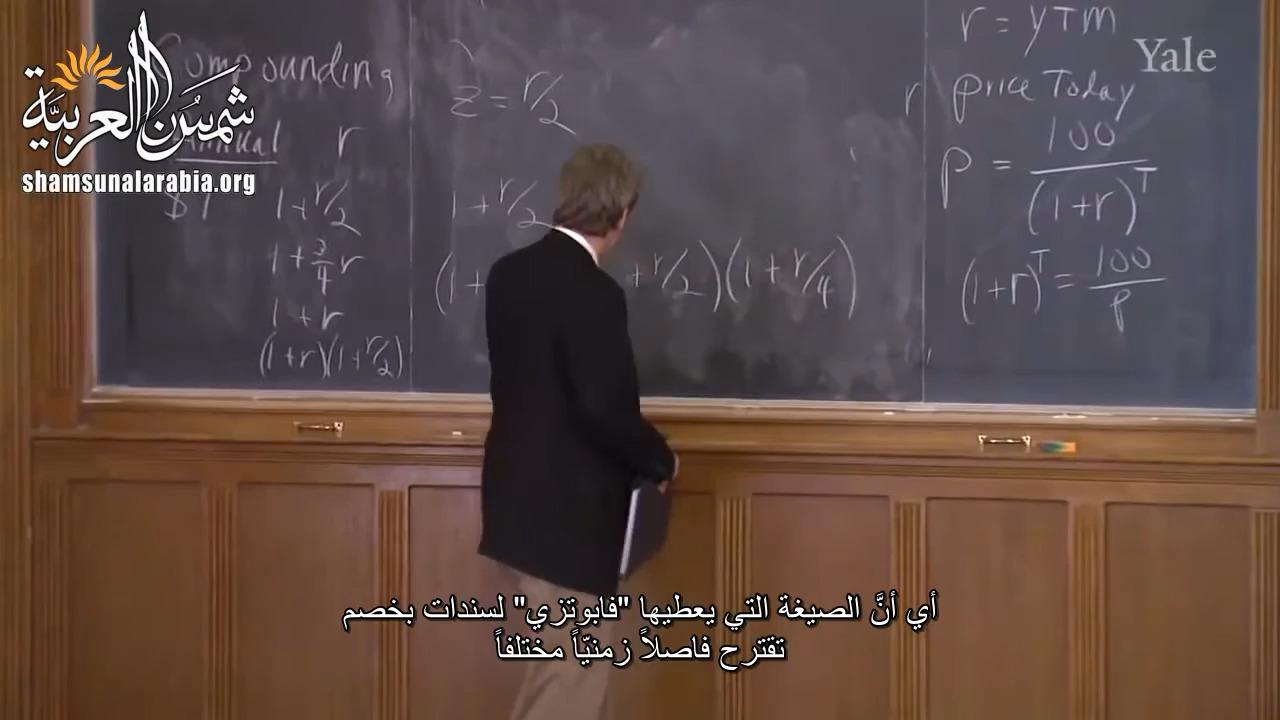 شمس العربية
shamsunalarabia.org
Compounding
Annual r
$1 1+r/2
1+3/4 r
1+r
(1+r)(1+r/2)
z = r/2
1+r/2
(1+ +r/2)(1+r/4)
r = YTM
Yale
r price Today
P = 100/(1+r)^T
(1+r)^T = 100/P
أي أنَّ الصيغة التي يعطيها "فابوتزي" لسندات بخصم
تقترح فاصلاً زمنيّاً مختلفاً